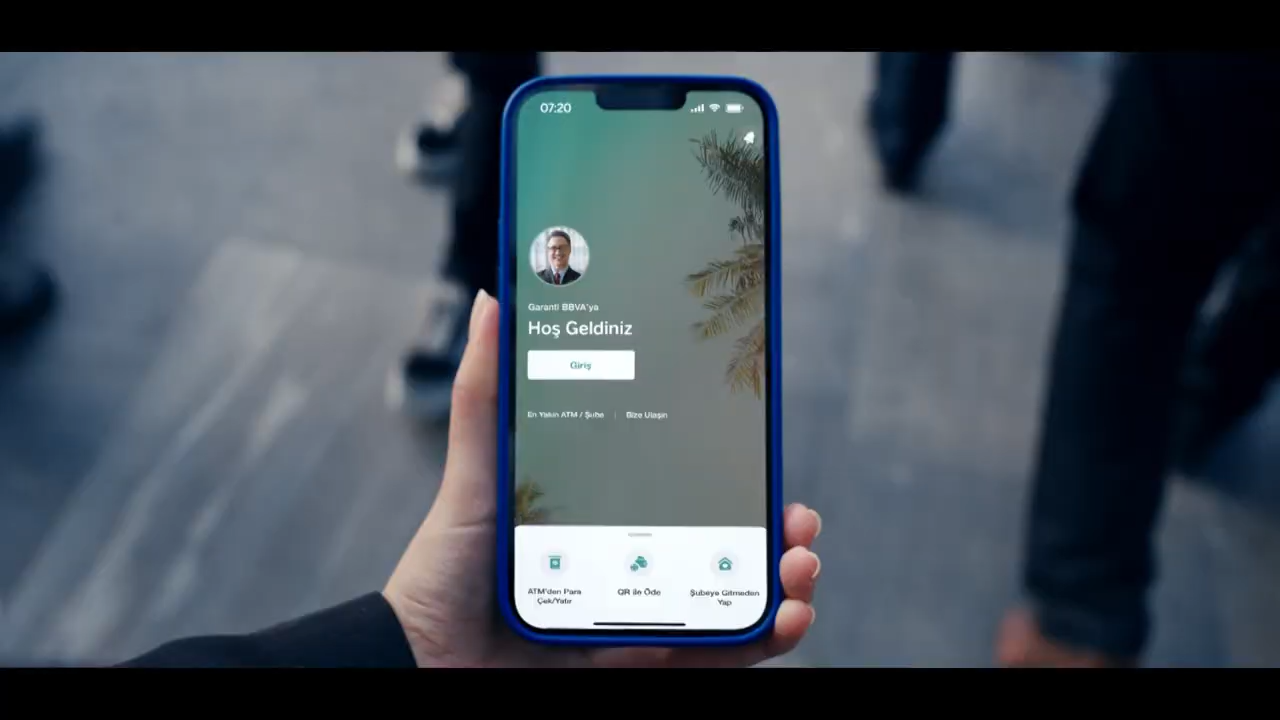 07:20
Garanti BBVA'ya
Hoş Geldiniz
Giriş
En Yakın ATM / Şube | Bize Ulaşın
ATM'den Para
Çek/Yatır
QR ile Öde
Şubeye Gitmeden
Yap